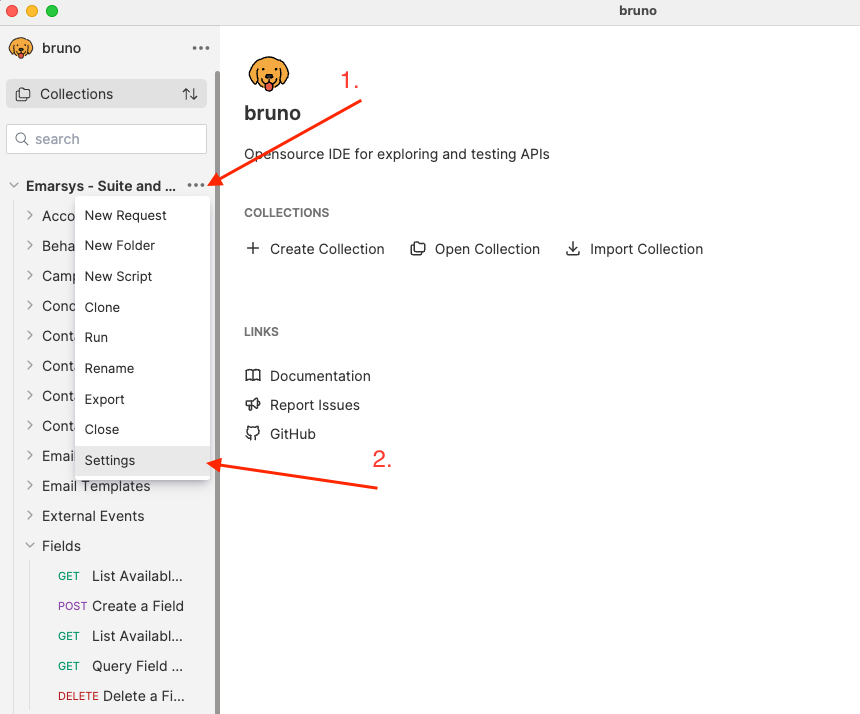 bruno
bruno
Collections
search
Emarsys - Suite and ...
Acco
Beha
Camp
Cond
Conta
Conta
Conta
Conta
Emai
Email Templates
External Events
Fields
GET List Availabl...
POST Create a Field
GET List Availabl...
GET Query Field ...
DELETE Delete a Fi...
New Request
New Folder
New Script
Clone
Run
Rename
Export
Close
Settings
1.
2.
bruno
Opensource IDE for exploring and testing APIs
COLLECTIONS
Create Collection Open Collection Import Collection
LINKS
Documentation
Report Issues
GitHub